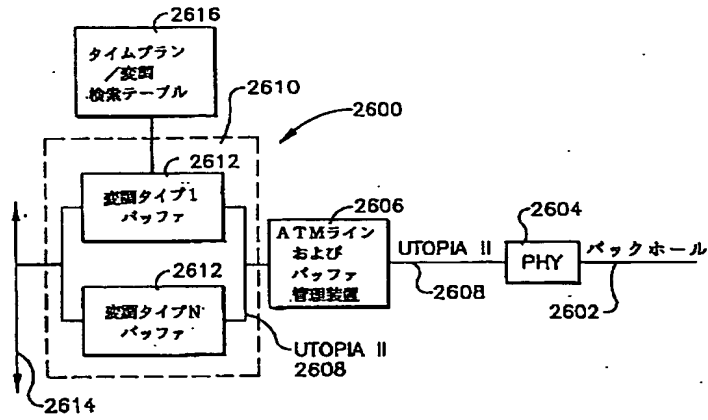 2616
タイムプラン
/変調
検索テーブル
2610
2600
2612
変調タイプ1
バッファ
2606
ATMライン
および
バッファ
管理装置
UTOPIA II
2608
2604
PHY
バックホール
2602
2612
変調タイプN
バッファ
UTOPIA II
2608
2614